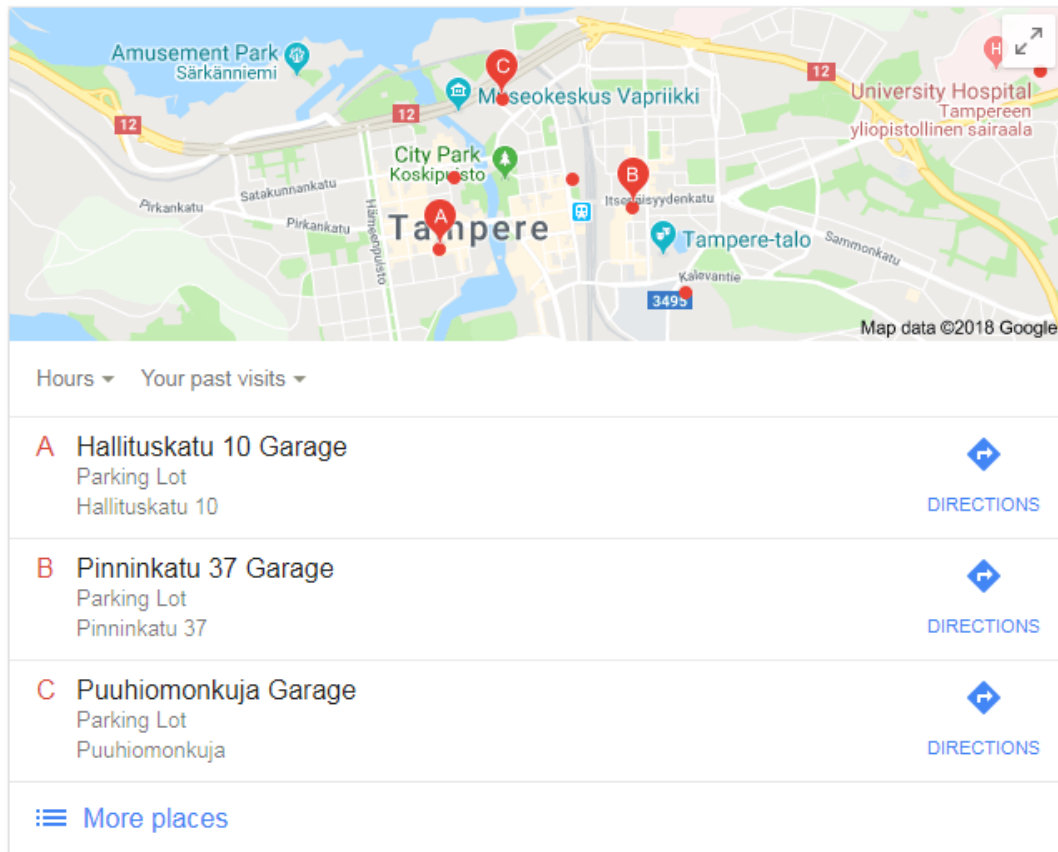 Amusement Park
Särkänniemi
12
C
H
12
University Hospital
Tampereen
yliopistollinen sairaala
Museokeskus Vapriikki
12
City Park
Koskipuisto
B
Satakunnankatu
Pirkankatu
Pirkankatu
Hämeenpuisto
A
Tampere
Itsenäisyydenkatu
Tampere-talo
Sammonkatu
Kalevantie
3495
Map data ©2018 Google
Hours
Your past visits
A
Hallituskatu 10 Garage
Parking Lot
Hallituskatu 10
DIRECTIONS
B
Pinninkatu 37 Garage
Parking Lot
Pinninkatu 37
DIRECTIONS
C
Puuhiomonkuja Garage
Parking Lot
Puuhiomonkuja
DIRECTIONS
More places